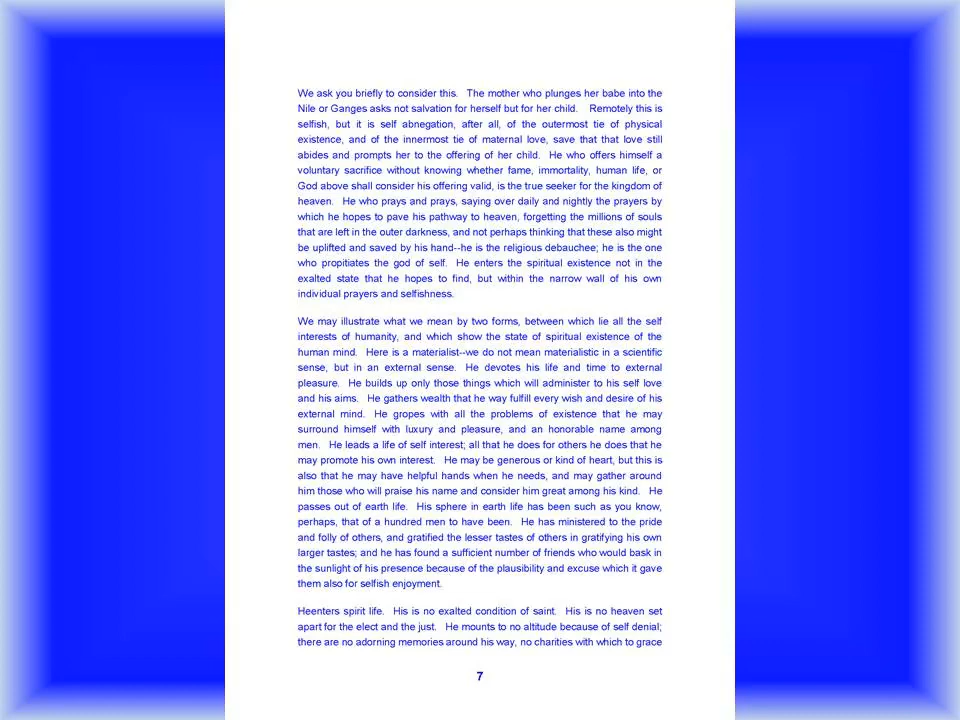 We ask you briefly to consider this. The mother who plunges her babe into the
Nile or Ganges asks not salvation for herself but for her child. Remotely this is
selfish, but it is self abnegation, after all, of the outermost tie of physical
existence, and of the innermost tie of maternal love, save that that love still
abides and prompts her to the offering of her child. He who offers himself a
voluntary sacrifice without knowing whether fame, immortality, human life, or
God above shall consider his offering valid, is the true seeker for the kingdom of
heaven. He who prays and prays, saying over daily and nightly the prayers by
which he hopes to pave his pathway to heaven, forgetting the millions of souls
that are left in the outer darkness, and not perhaps thinking that these also might
be uplifted and saved by his hand--he is the religious debauchee; he is the one
who propitiates the god of self. He enters the spiritual existence not in the
exalted state that he hopes to find, but within the narrow wall of his own
individual prayers and selfishness.
We may illustrate what we mean by two forms, between which lie all the self
interests of humanity, and which show the state of spiritual existence of the
human mind. Here is a materialist--we do not mean materialistic in a scientific
sense, but in an external sense. He devotes his life and time to external
pleasure. He builds up only those things which will administer to his self love
and his aims. He gathers wealth that he way fulfill every wish and desire of his
external mind. He gropes with all the problems of existence that he may
surround himself with luxury and pleasure, and an honorable name among
men. He leads a life of self interest; all that he does for others he does that he
may promote his own interest. He may be generous or kind of heart, but this is
also that he may have helpful hands when he needs, and may gather around
him those who will praise his name and consider him great among his kind. He
passes out of earth life. His sphere in earth life has been such as you know,
perhaps, that of a hundred men to have been. He has ministered to the pride
and folly of others, and gratified the lesser tastes of others in gratifying his own
larger tastes; and he has found a sufficient number of friends who would bask in
the sunlight of his presence because of the plausibility and excuse which it gave
them also for selfish enjoyment.
Heenters spirit life. His is no exalted condition of saint. His is no heaven set
apart for the elect and the just. He mounts to no altitude because of self denial;
there are no adorning memories around his way, no charities with which to grace
7